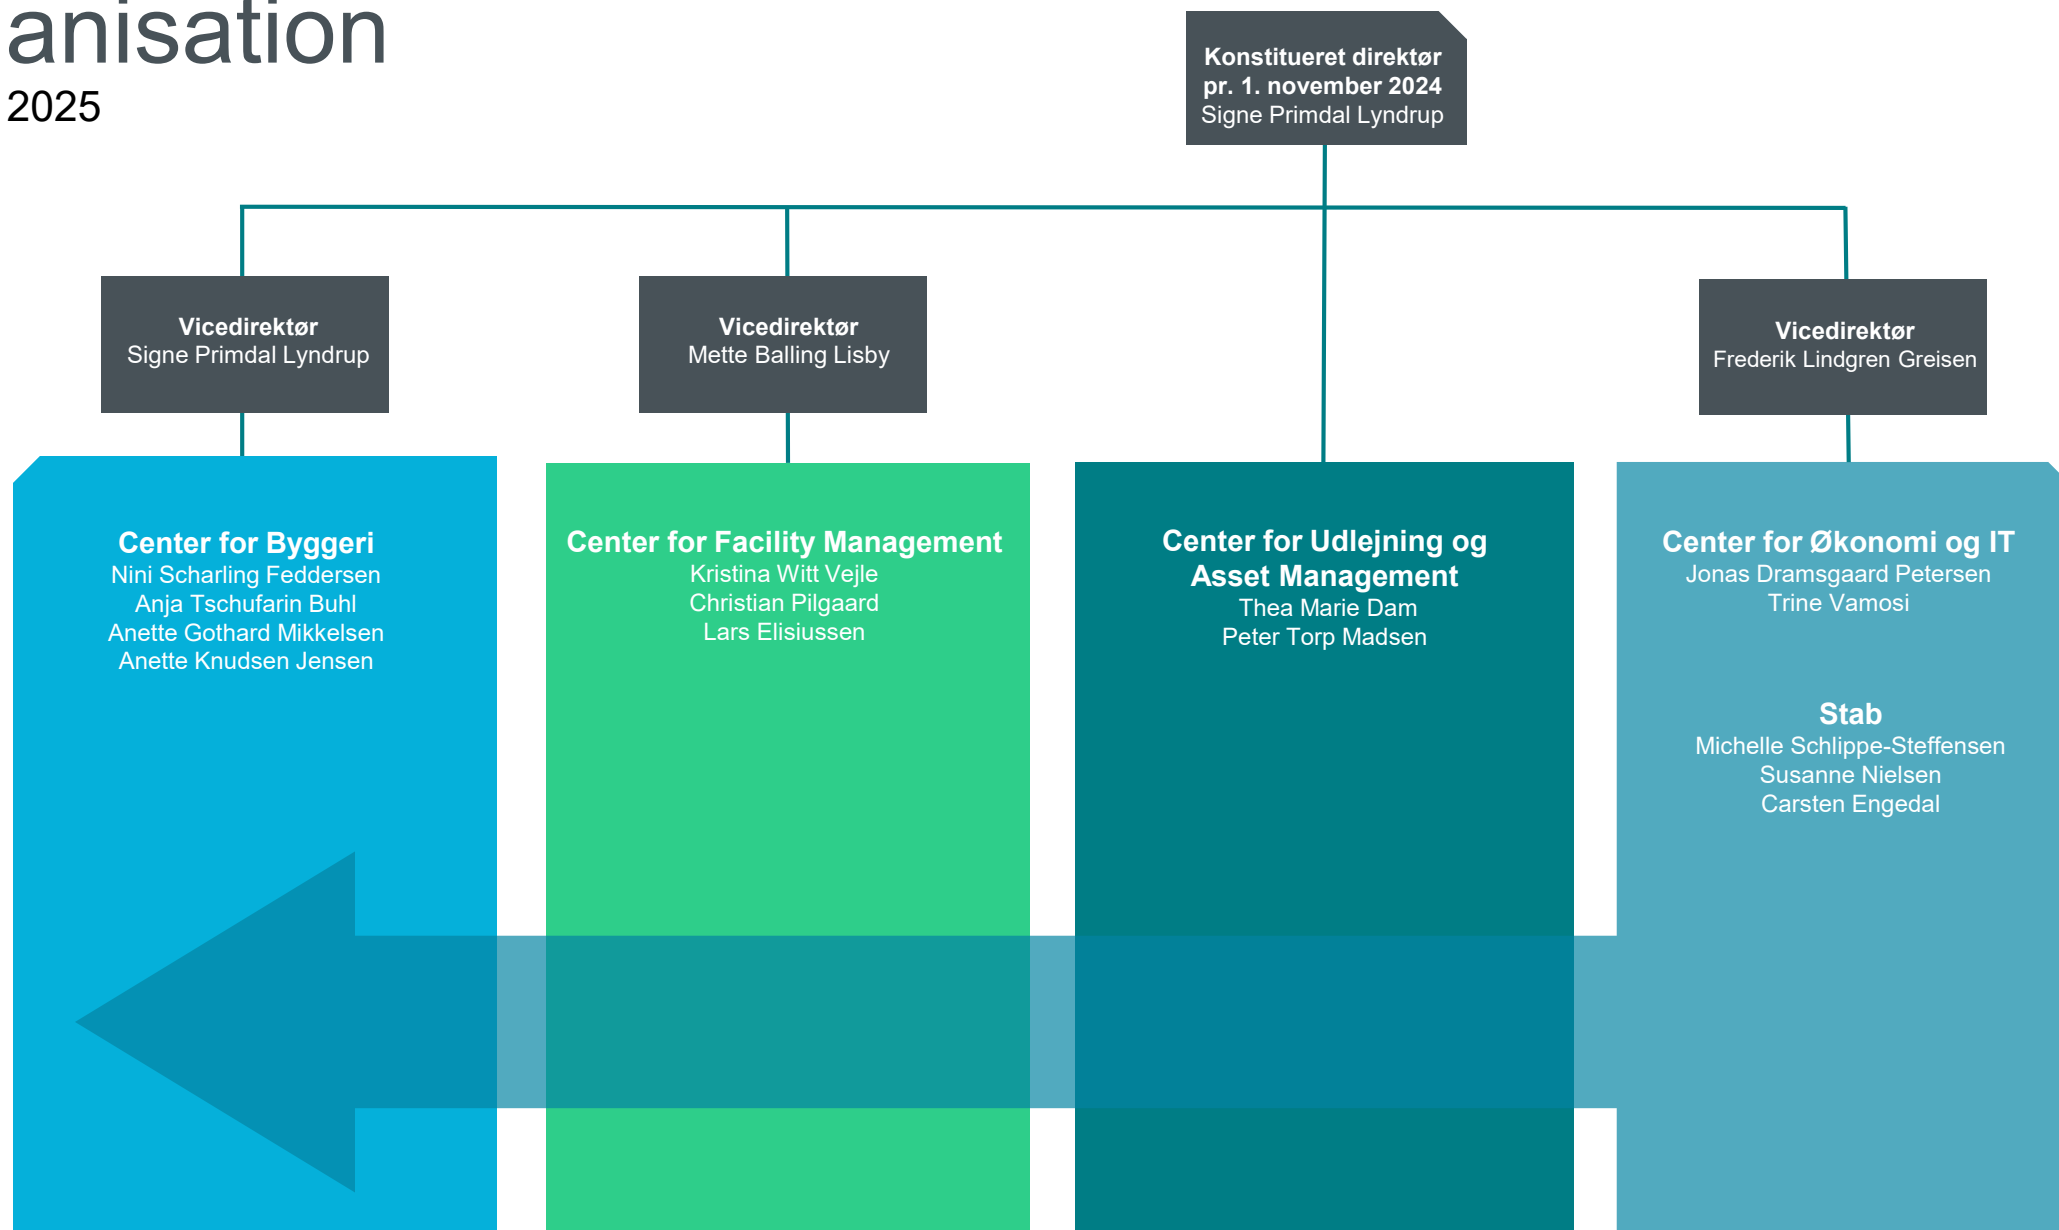 anisation
2025
Konstitueret direktør
pr. 1. november 2024
Signe Primdal Lyndrup
Vicedirektør
Signe Primdal Lyndrup
Vicedirektør
Mette Balling Lisby
Vicedirektør
Frederik Lindgren Greisen
Center for Byggeri
Nini Scharling Feddersen
Anja Tschufarin Buhl
Anette Gothard Mikkelsen
Anette Knudsen Jensen
Center for Facility Management
Kristina Witt Vejle
Christian Pilgaard
Lars Elisiussen
Center for Udlejning og
Asset Management
Thea Marie Dam
Peter Torp Madsen
Center for Økonomi og IT
Jonas Dramsgaard Petersen
Trine Vamosi
Stab
Michelle Schlippe-Steffensen
Susanne Nielsen
Carsten Engedal